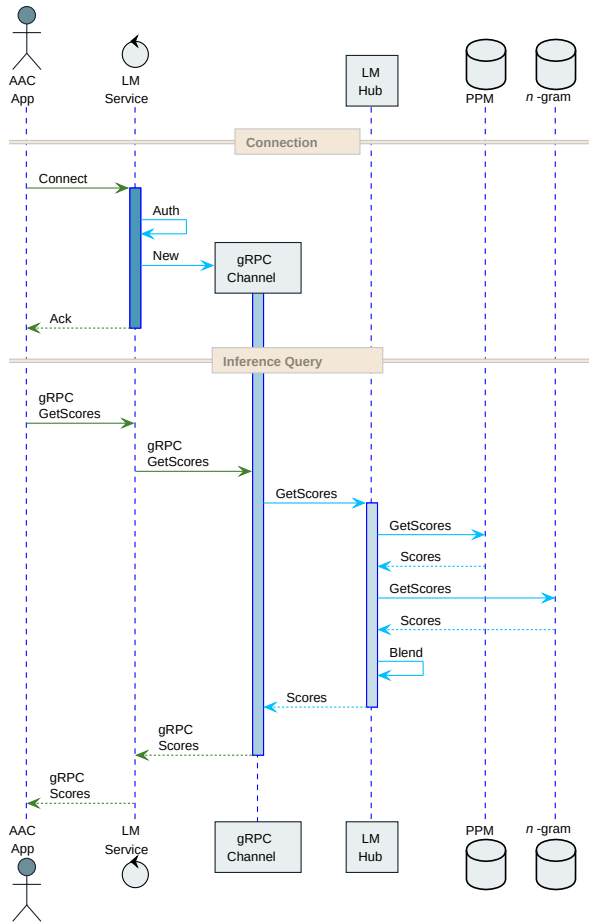 AAC
App
LM
Service
LM
Hub
PPM
n -gram
Connection
Connect
Auth
New
gRPC
Channel
Ack
Inference Query
gRPC
GetScores
gRPC
GetScores
GetScores
GetScores
Scores
GetScores
Scores
Blend
Scores
gRPC
Scores
gRPC
Scores
AAC
App
LM
Service
gRPC
Channel
LM
Hub
PPM
n -gram